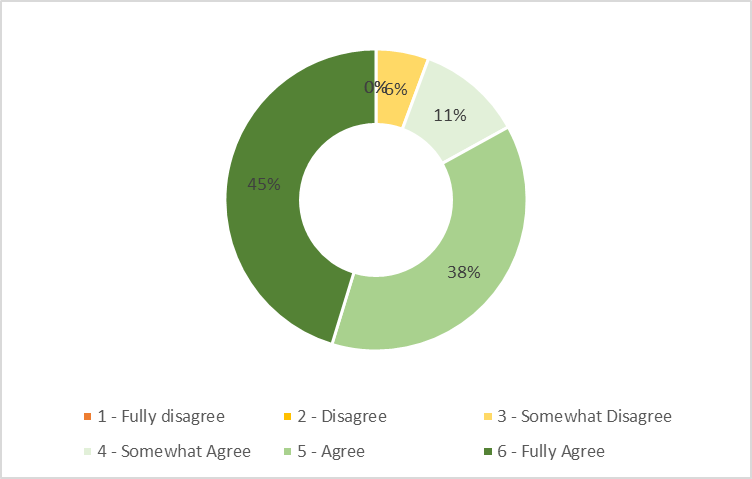 0%
6%
11%
45%
38%
1 - Fully disagree
2 - Disagree
3 - Somewhat Disagree
4 - Somewhat Agree
5 - Agree
6 - Fully Agree